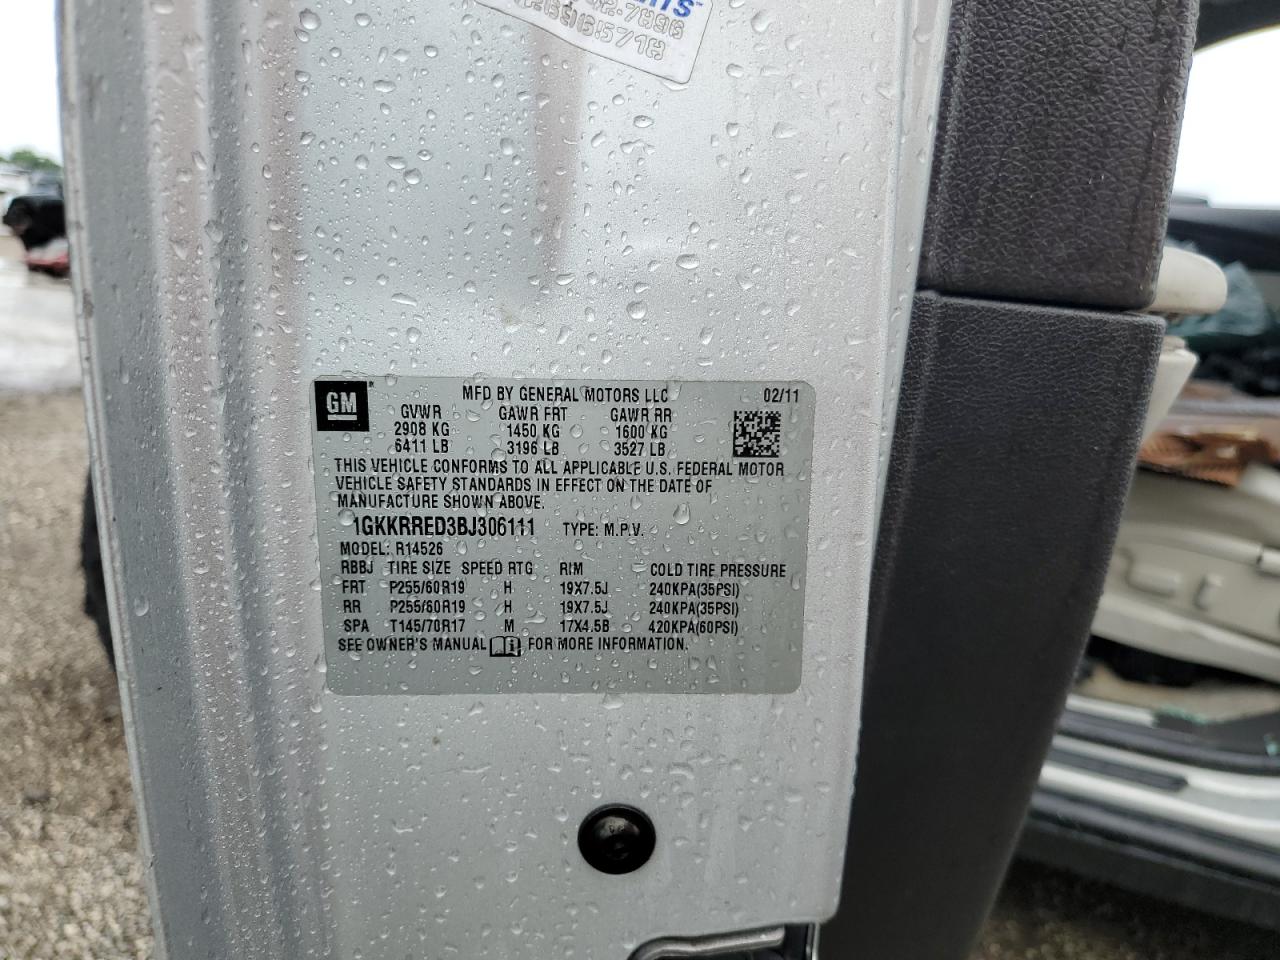 GM
MFD BY GENERAL MOTORS LLC 02/11
GVWR GAWR FRT GAWR RR
2908 KG 1450 KG 1600 KG
6411 LB 3196 LB 3527 LB
THIS VEHICLE CONFORMS TO ALL APPLICABLE U.S. FEDERAL MOTOR
VEHICLE SAFETY STANDARDS IN EFFECT ON THE DATE OF
MANUFACTURE SHOWN ABOVE.
1GKKRRED3BJ306111 TYPE: M.P.V.
MODEL: R14526
RBBJ TIRE SIZE SPEED RTG RIM COLD TIRE PRESSURE
FRT P255/60R19 H 19X7.5J 240KPA(35PSI)
RR P255/60R19 H 19X7.5J 240KPA(35PSI)
SPA T145/70R17 M 17X4.5B 420KPA(60PSI)
SEE OWNER'S MANUAL FOR MORE INFORMATION.